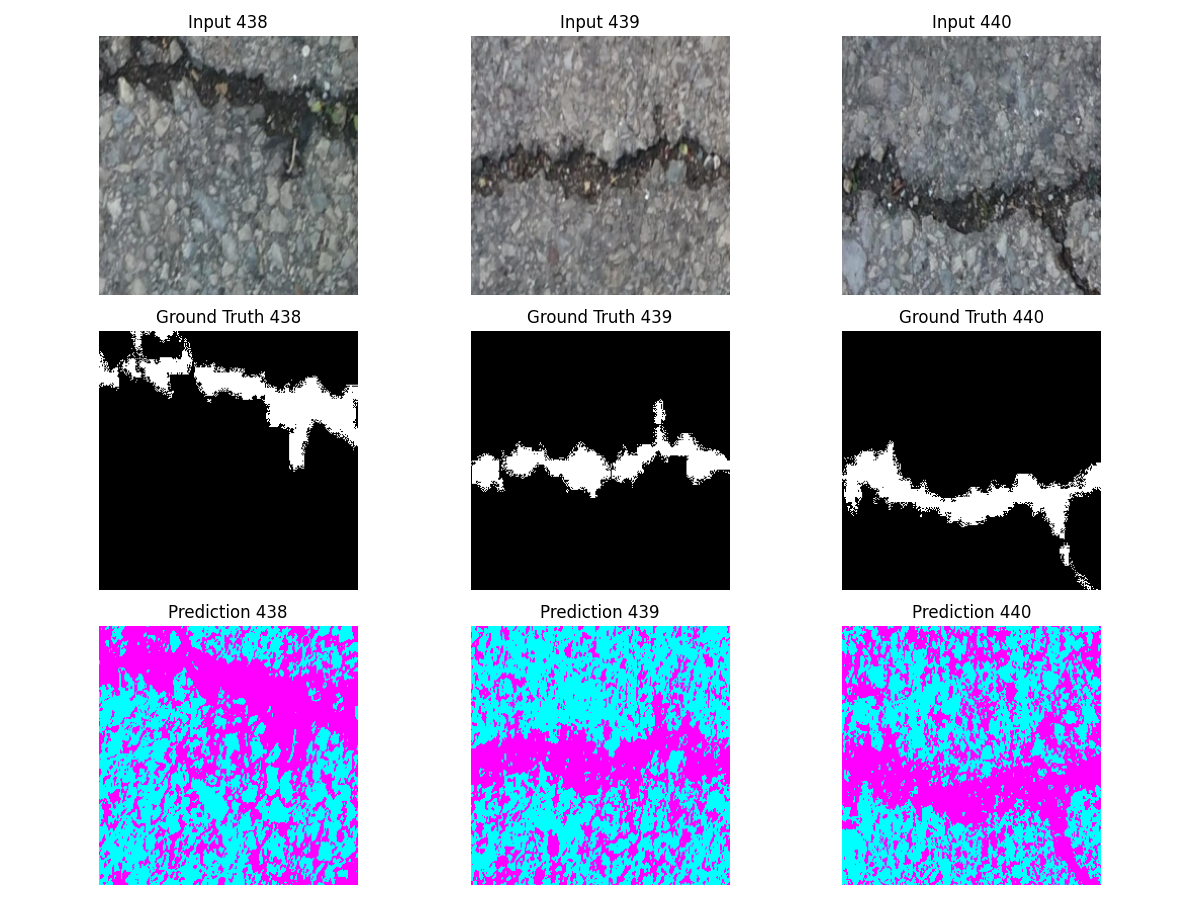 Input 438
Input 439
Input 440
Ground Truth 438
Ground Truth 439
Ground Truth 440
Prediction 438
Prediction 439
Prediction 440